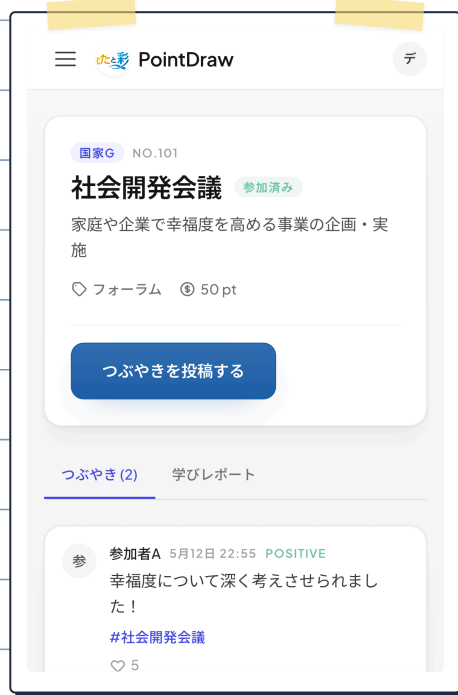 たと彩 PointDraw
デ
国家G NO.101
社会開発会議 参加済み
家庭や企業で幸福度を高める事業の企画・実
施
フォーラム 50 pt
つぶやきを投稿する
つぶやき (2) 学びレポート
参 参加者A 5月12日 22:55 POSITIVE
幸福度について深く考えさせられまし
た！
#社会開発会議
5